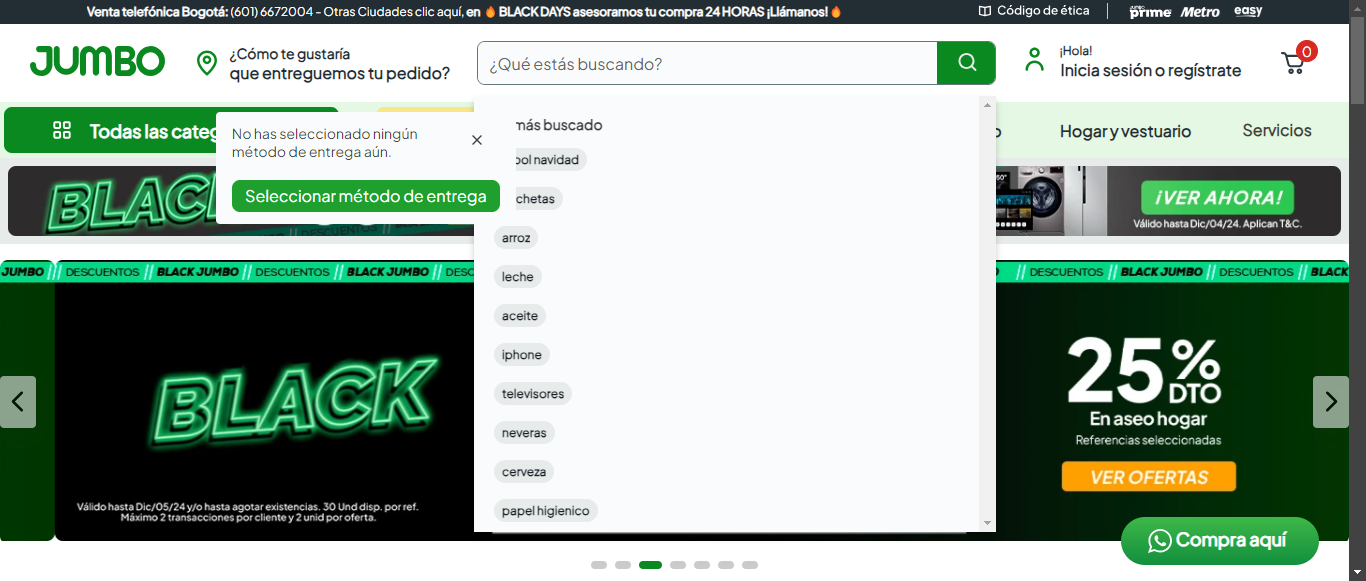 Venta telefónica Bogotá: (601) 6672004 - Otras Ciudades clic aquí, en 🔥 BLACK DAYS asesoramos tu compra 24 HORAS ¡Llámanos!🔥
Código de ética
JUMBO prime
Metro
easy
JUMBO
¿Cómo te gustaría
que entreguemos tu pedido?
¿Qué estás buscando?
¡Hola!
Inicia sesión o regístrate
0
Todas las categ
No has seleccionado ningún
método de entrega aún.
Seleccionar método de entrega
más buscado
Hogar y vestuario
Servicios
BLACK
DESCUENTOS
¡VER AHORA!
Válido hasta Dic/04/24. Aplican T&C.
bol navidad
chetas
arroz
leche
aceite
iphone
televisores
neveras
cerveza
papel higienico
JUMBO // DESCUENTOS // BLACK JUMBO // DESCUENTOS // BLACK JUMBO // DESC
// DESCUENTOS // BLACK JUMBO // DESCUENTOS // BLACK
BLACK
Válido hasta Dic/05/24 y/o hasta agotar existencias. 30 Und disp. por ref.
Máximo 2 transacciones por cliente y 2 unid por oferta.
25% DTO
En aseo hogar
Referencias seleccionadas
VER OFERTAS
Compra aquí